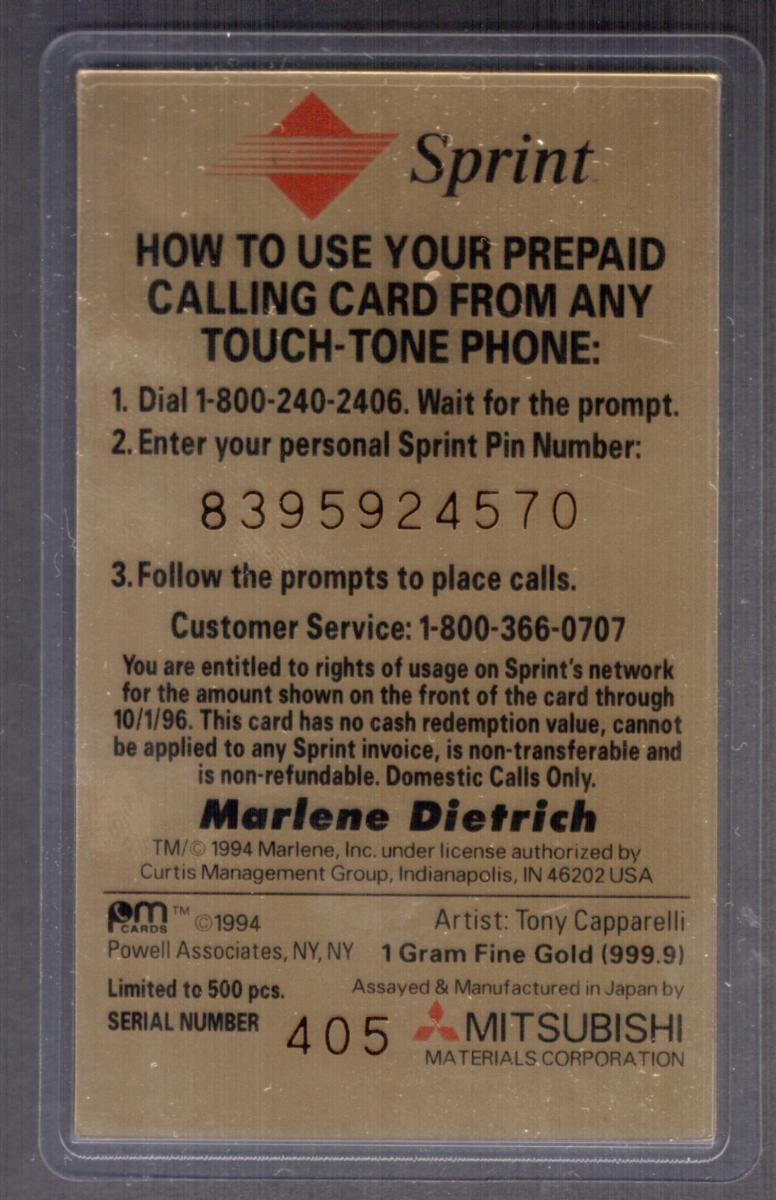 Sprint
HOW TO USE YOUR PREPAID
CALLING CARD FROM ANY
TOUCH-TONE PHONE:
1. Dial 1-800-240-2406. Wait for the prompt.
2. Enter your personal Sprint Pin Number:
8395924570
3. Follow the prompts to place calls.
Customer Service: 1-800-366-0707
You are entitled to rights of usage on Sprint's network
for the amount shown on the front of the card through
10/1/96. This card has no cash redemption value, cannot
be applied to any Sprint invoice, is non-transferable and
is non-refundable. Domestic Calls Only.
Marlene Dietrich
TM/© 1994 Marlene, Inc. under license authorized by
Curtis Management Group, Indianapolis, IN 46202 USA
pm CARDS ™ ©1994
Artist: Tony Capparelli
Powell Associates, NY, NY
1 Gram Fine Gold (999.9)
Limited to 500 pcs.
Assayed & Manufactured in Japan by
SERIAL NUMBER 405
MITSUBISHI
MATERIALS CORPORATION